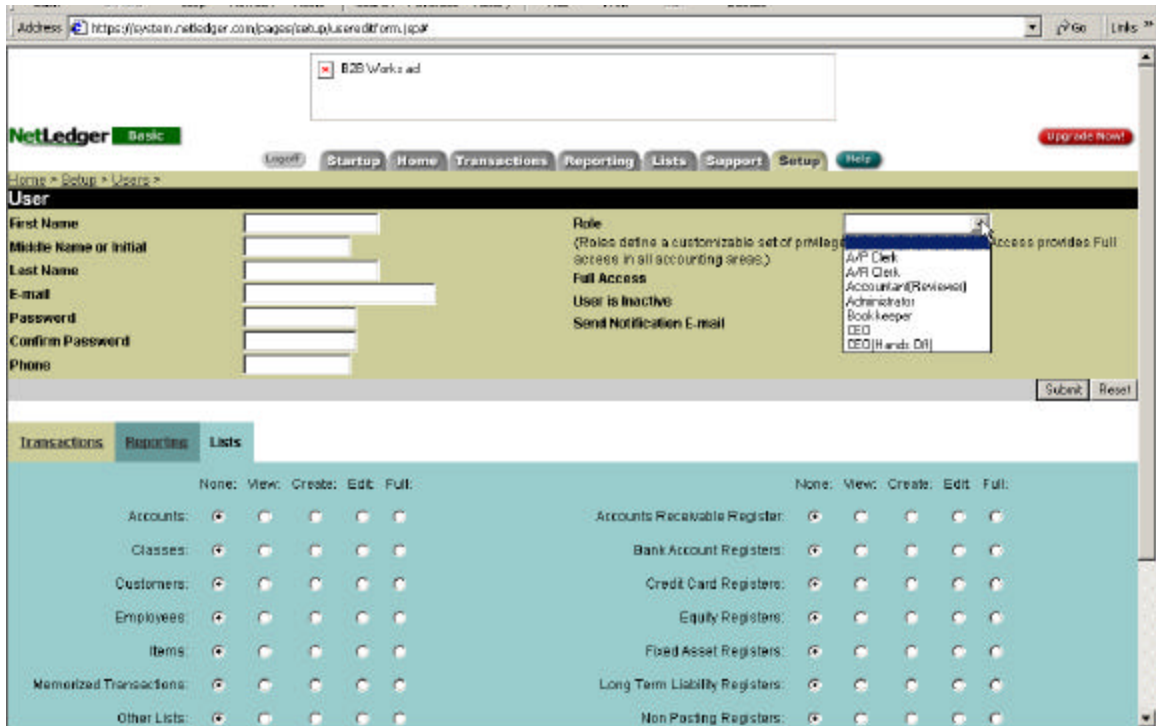 Address https://system.netledger.com/pages/setup/usereditform.jsp# Go Links »
B2B Works ad
NetLedger Basic Upgrade Now!
Logoff Startup Home Transactions Reporting Lists Support Setup Help
Home > Setup > Users >
User
First Name
Middle Name or Initial
Last Name
E-mail
Password
Confirm Password
Phone
Role
(Roles define a customizable set of privileg Access provides Full
access in all accounting areas.)
Full Access
User is Inactive
Send Notification E-mail
A/P Clerk
A/R Clerk
Accountant(Reviewer)
Administrator
Bookkeeper
CEO
CEO(Hands Off)
Submit Reset
Transactions Reporting Lists
None: View: Create: Edit: Full: None: View: Create: Edit: Full:
Accounts: Accounts Receivable Register:
Classes: Bank Account Registers:
Customers: Credit Card Registers:
Employees: Equity Registers:
Items: Fixed Asset Registers:
Memorized Transactions: Long Term Liability Registers:
Other Lists: Non Posting Registers: